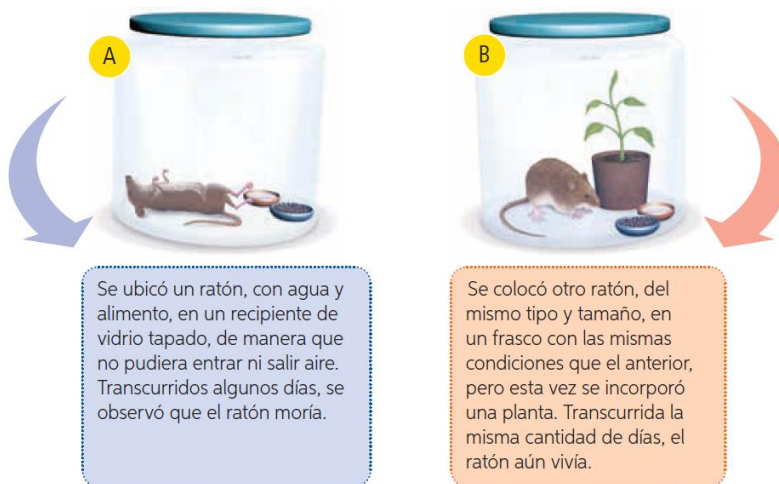 A
B
Se ubicó un ratón, con agua y
alimento, en un recipiente de
vidrio tapado, de manera que
no pudiera entrar ni salir aire.
Transcurridos algunos días, se
observó que el ratón moría.
Se colocó otro ratón, del
mismo tipo y tamaño, en
un frasco con las mismas
condiciones que el anterior,
pero esta vez se incorporó
una planta. Transcurrida la
misma cantidad de días, el
ratón aún vivía.